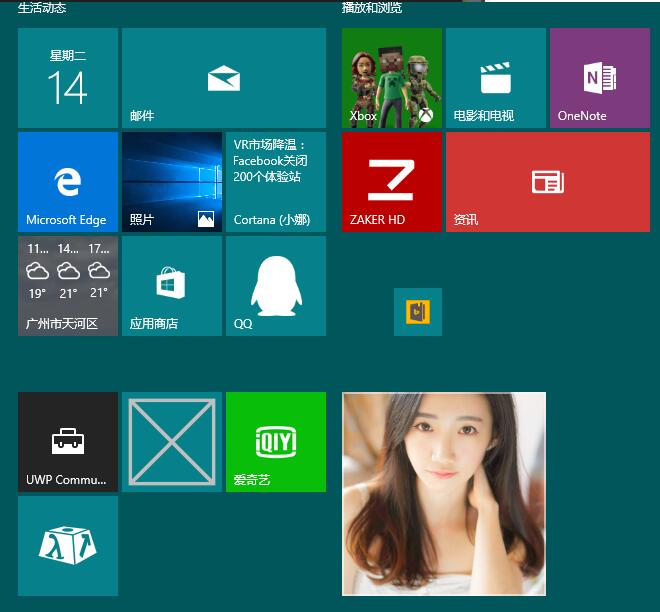 生活动态
播放和浏览
星期二
14
邮件
Xbox
电影和电视
N
OneNote
Microsoft Edge
照片
VR市场降温：
Facebook关闭
200个体验站
Cortana (小娜)
ZAKER HD
资讯
11... 14... 17...
19° 21° 21°
广州市天河区
应用商店
QQ
UWP Commu...
iQIYI
爱奇艺
λ